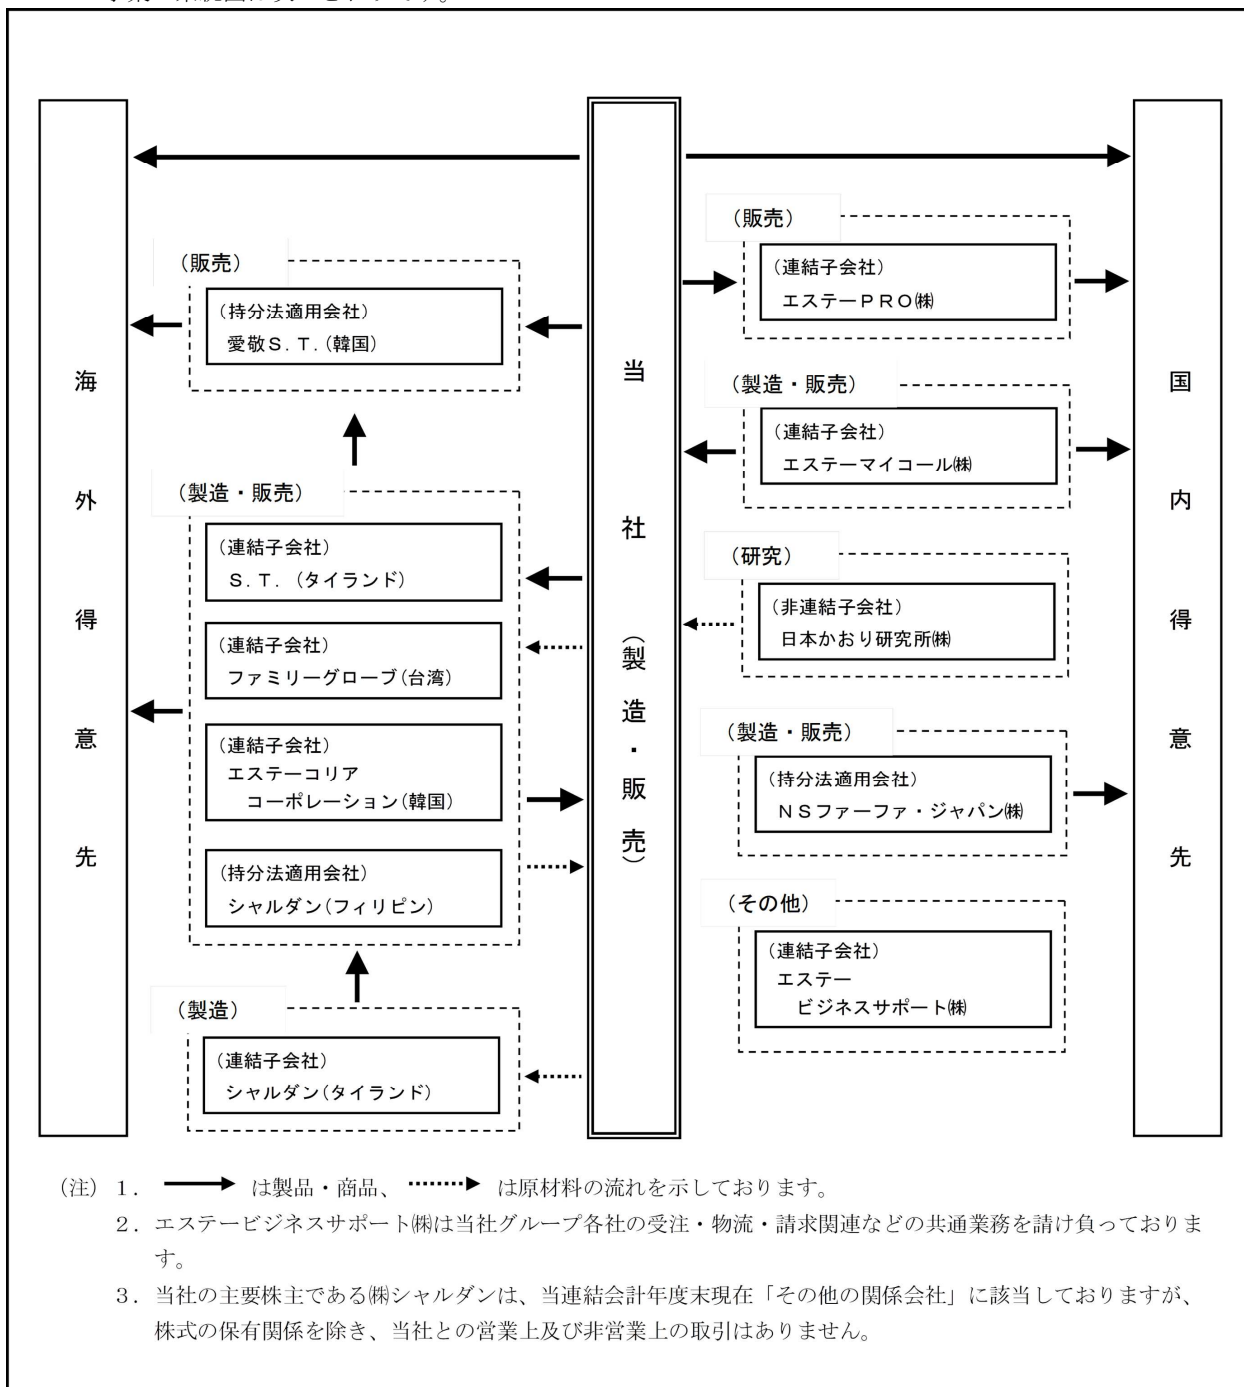 海外得意先
（販売）
（持分法適用会社）
愛敬Ｓ．Ｔ．(韓国)
（製造・販売）
（連結子会社）
Ｓ．Ｔ．（タイランド）
（連結子会社）
ファミリーグローブ(台湾)
（連結子会社）
エステーコリア
コーポレーション(韓国)
（持分法適用会社）
シャルダン(フィリピン)
（製造）
（連結子会社）
シャルダン(タイランド)
当社（製造・販売）
（販売）
（連結子会社）
エステーＰＲＯ㈱
（製造・販売）
（連結子会社）
エステーマイコール㈱
（研究）
（非連結子会社）
日本かおり研究所㈱
（製造・販売）
（持分法適用会社）
ＮＳファーファ・ジャパン㈱
（その他）
（連結子会社）
エステー
ビジネスサポート㈱
国内得意先
（注）１． は製品・商品、 は原材料の流れを示しております。
２．エステービジネスサポート㈱は当社グループ各社の受注・物流・請求関連などの共通業務を請け負っておりま
す。
３．当社の主要株主である㈱シャルダンは、当連結会計年度末現在「その他の関係会社」に該当しておりますが、
株式の保有関係を除き、当社との営業上及び非営業上の取引はありません。